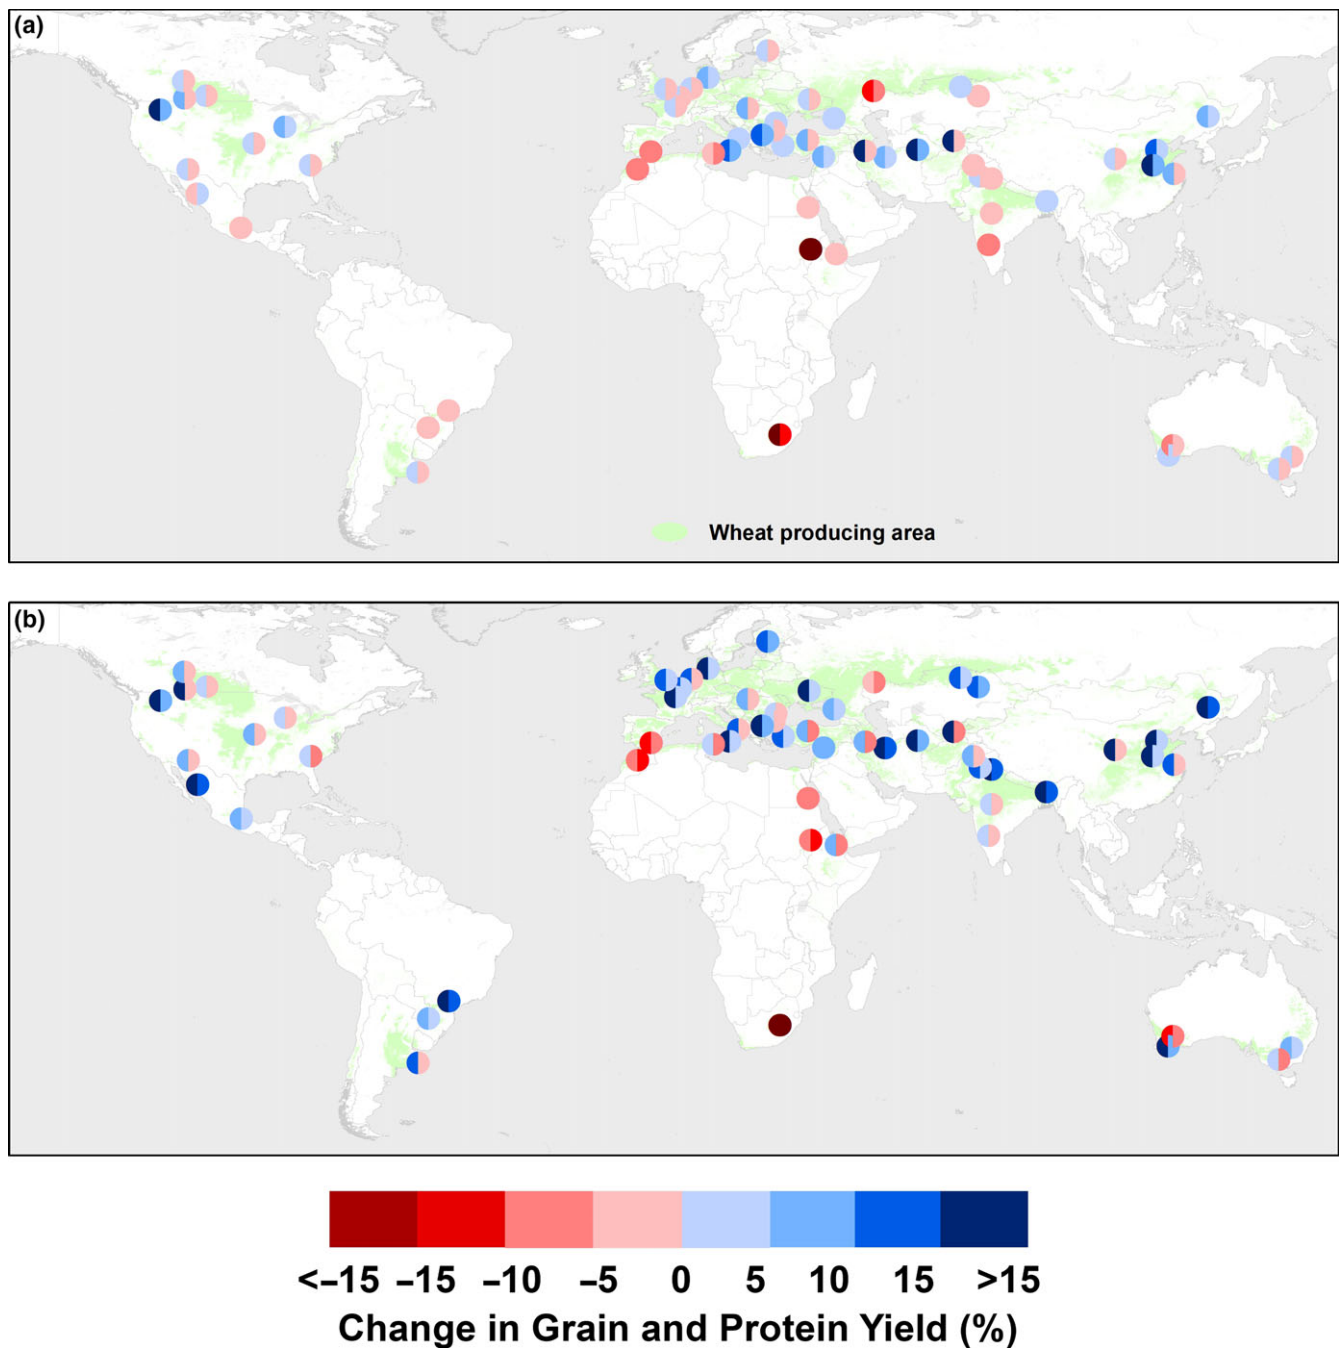 (a)
Wheat producing area
(b)
<–15 –15 –10 –5 0 5 10 15 >15
Change in Grain and Protein Yield (%)